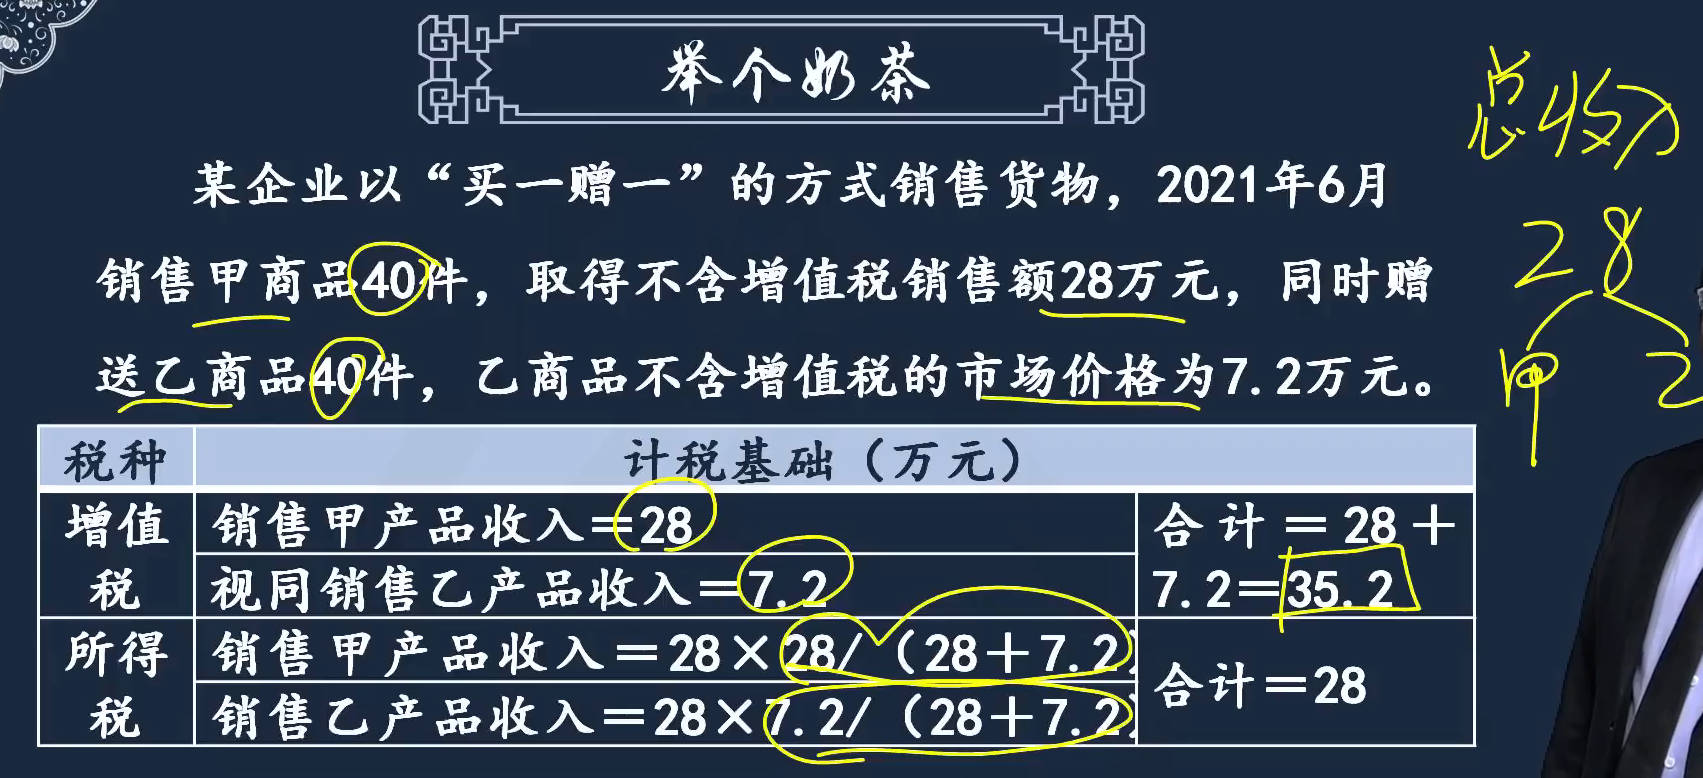 举个奶茶
总收入
某企业以“买一赠一”的方式销售货物，2021年6月
销售甲商品40件，取得不含增值税销售额28万元，同时赠
28
送乙商品40件，乙商品不含增值税的市场价格为7.2万元。
甲 乙
税种 计税基础（万元）
增值税 销售甲产品收入＝28 合计＝28＋
视同销售乙产品收入＝7.2 7.2＝35.2
所得税 销售甲产品收入＝28×28/（28＋7.2） 合计＝28
销售乙产品收入＝28×7.2/（28＋7.2）